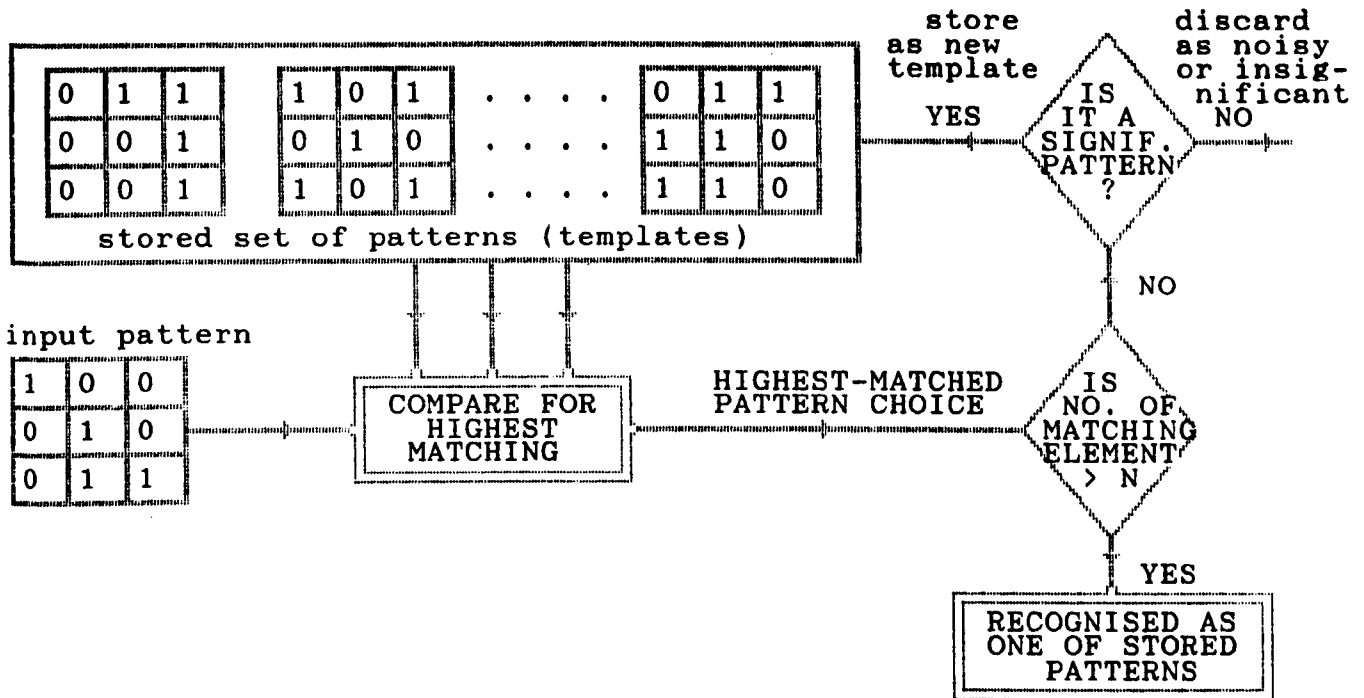 store
as new
template
discard
as noisy
or insig-
nificant
YES
NO
IS
IT A
SIGNIF.
PATTERN
?
0 1 1
0 0 1
0 0 1
1 0 1
0 1 0
1 0 1
. . . .
. . . .
. . . .
0 1 1
1 1 0
1 1 0
stored set of patterns (templates)
NO
input pattern
1 0 0
0 1 0
0 1 1
COMPARE FOR
HIGHEST
MATCHING
HIGHEST-MATCHED
PATTERN CHOICE
IS
NO. OF
MATCHING
ELEMENT
> N
YES
RECOGNISED AS
ONE OF STORED
PATTERNS